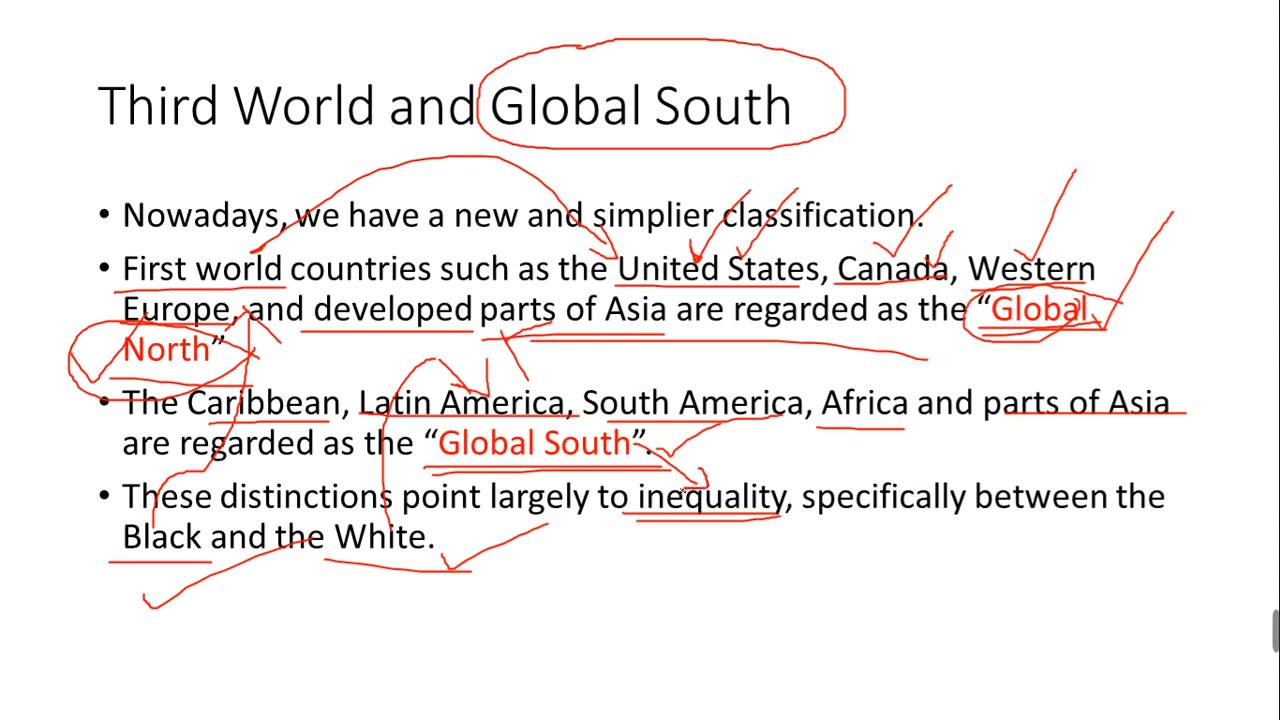 Third World and Global South
• Nowadays, we have a new and simplier classification.
• First world countries such as the United States, Canada, Western
Europe, and developed parts of Asia are regarded as the “Global
North”
• The Caribbean, Latin America, South America, Africa and parts of Asia
are regarded as the “Global South”.
• These distinctions point largely to inequality, specifically between the
Black and the White.